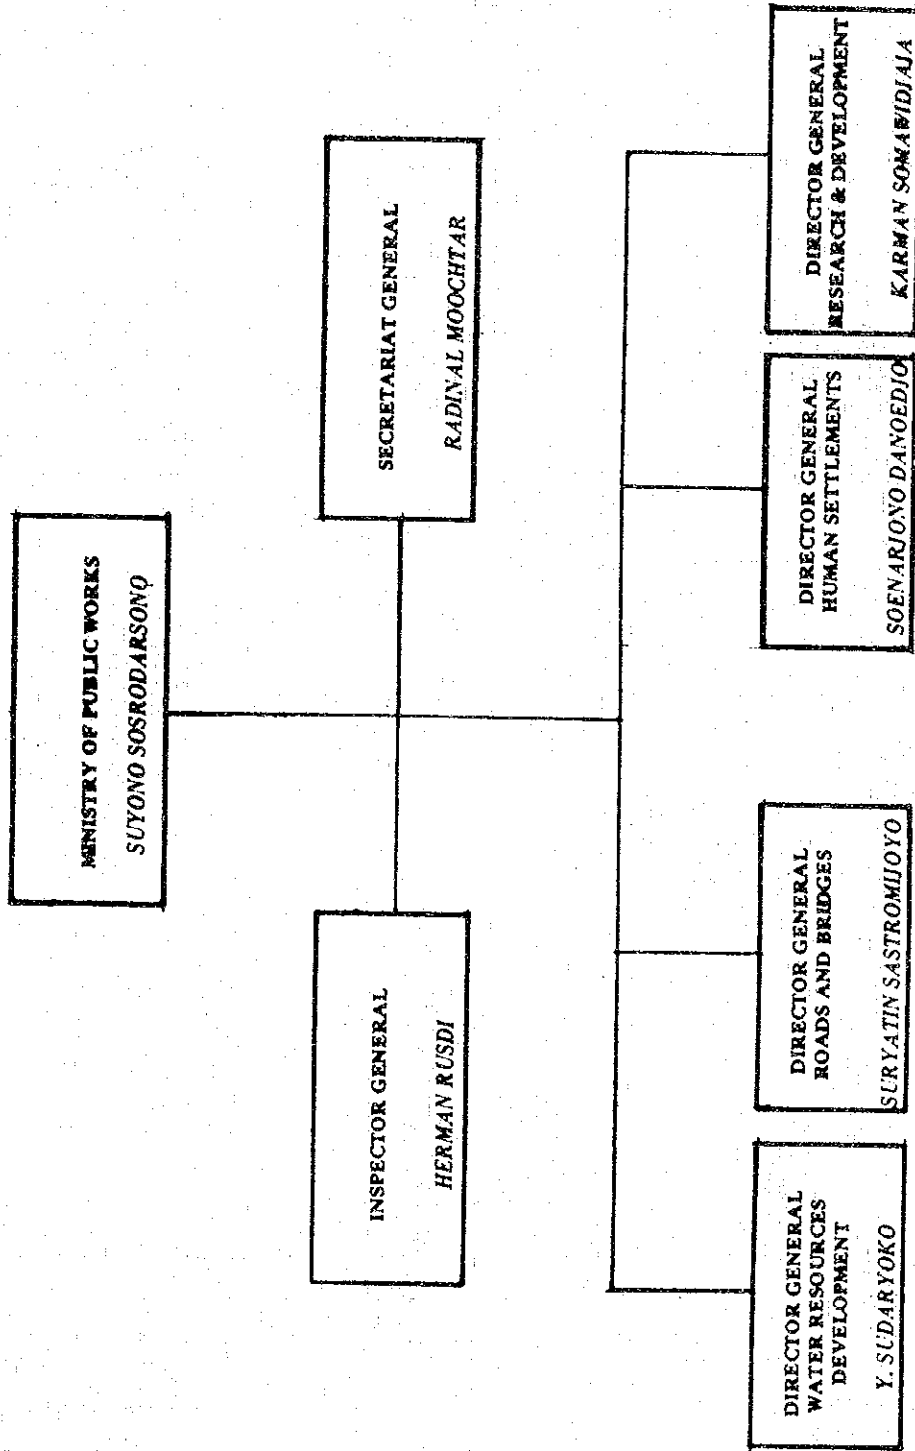 MINISTRY OF PUBLIC WORKS
SUYONO SOSRODARSONO
INSPECTOR GENERAL
HERMAN RUSDI
SECRETARIAT GENERAL
RADINAL MOOCHTAR
DIRECTOR GENERAL
WATER RESOURCES
DEVELOPMENT
Y. SUDARYOKO
DIRECTOR GENERAL
ROADS AND BRIDGES
SURYATIN SASTROMIJOYO
DIRECTOR GENERAL
HUMAN SETTLEMENTS
SOENARJONO DANOEDJO
DIRECTOR GENERAL
RESEARCH & DEVELOPMENT
KARMAN SOMAWIDJAJA